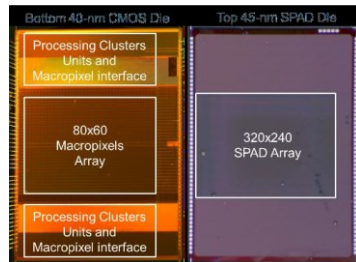 Bottom 40-nm CMOS Die
Top 45-nm SPAD Die
Processing Clusters
Units and
Macropixel interface
80x60
Macropixels
Array
320x240
SPAD Array
Processing Clusters
Units and
Macropixel interface